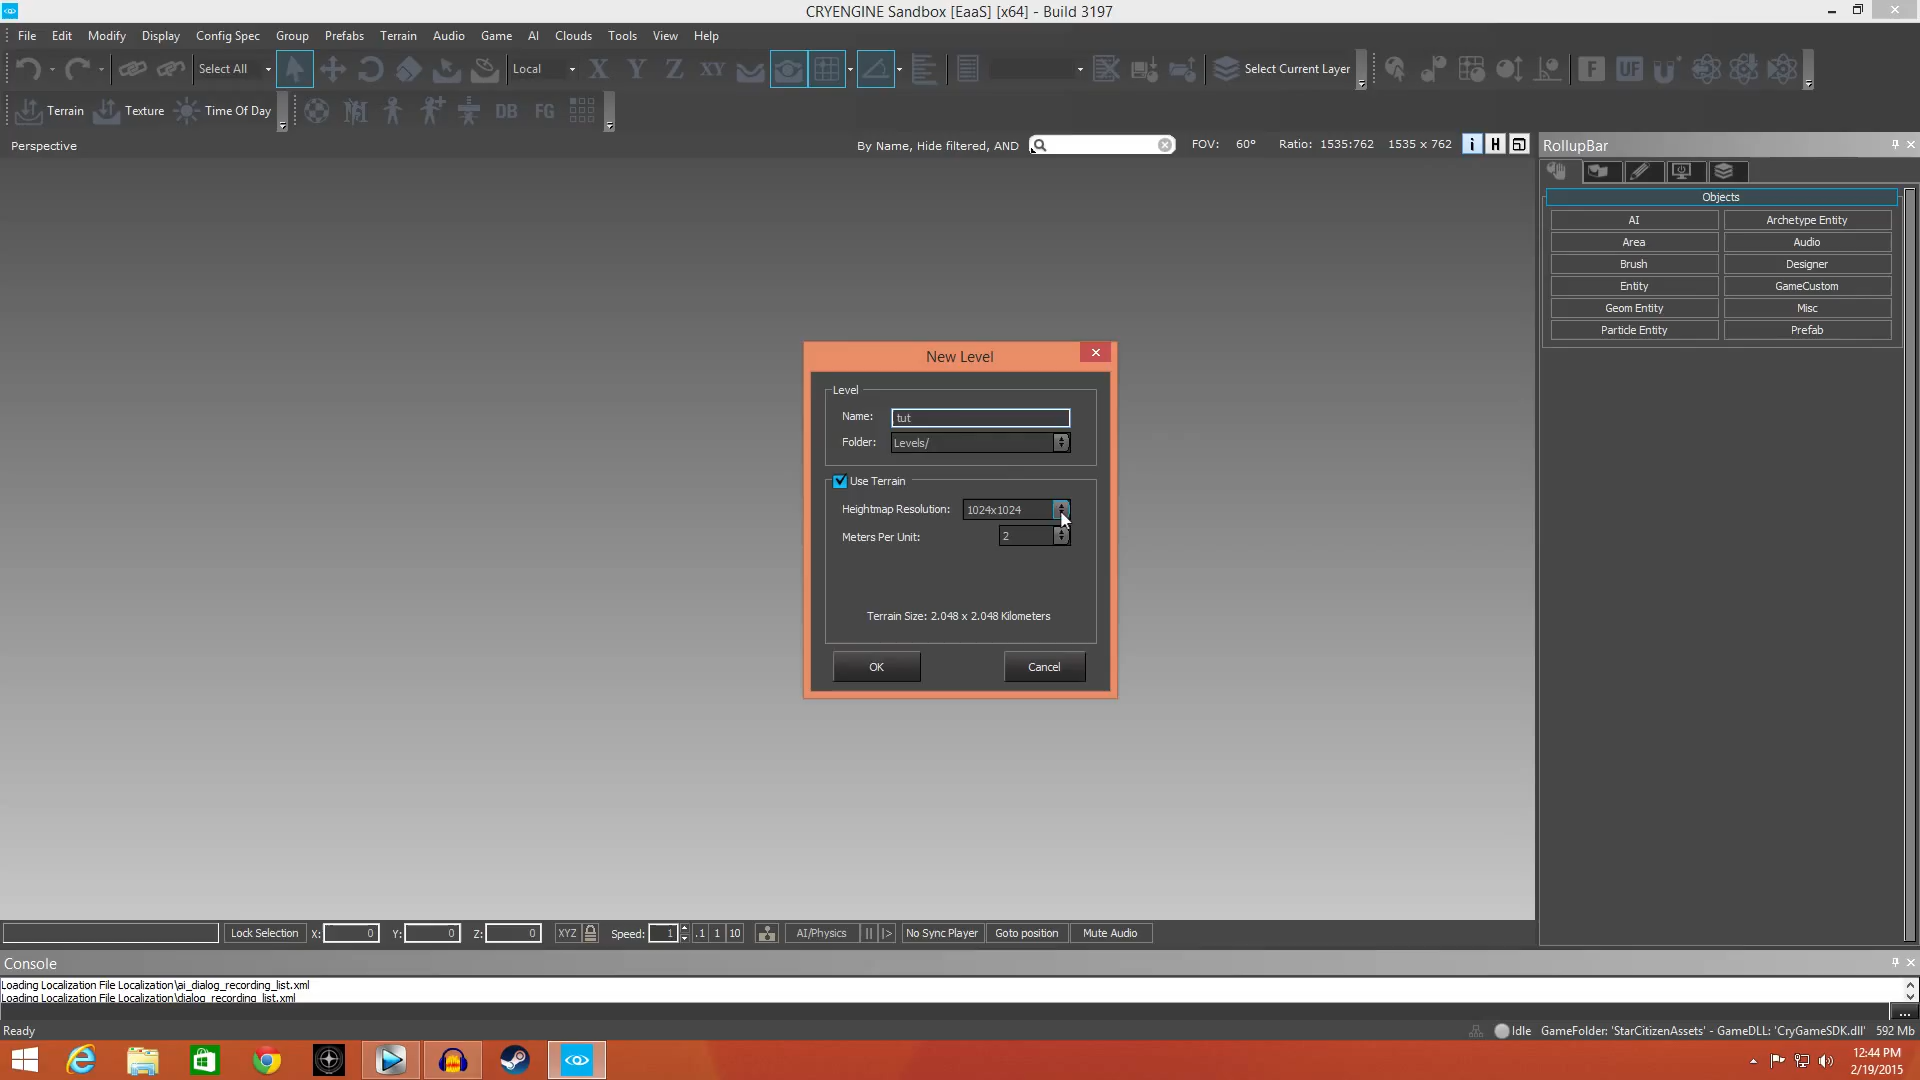 CRYENGINE Sandbox [EaaS] [x64] - Build 3197
File Edit Modify Display Config Spec Group Prefabs Terrain Audio Game AI Clouds Tools View Help
Select All Local X Y Z XY Select Current Layer F UF
Terrain Texture Time Of Day DB FG
Perspective By Name, Hide filtered, AND FOV: 60° Ratio: 1535:762 1535 x 762 i H
RollupBar
Objects
AI Archetype Entity
Area Audio
Brush Designer
Entity GameCustom
Geom Entity Misc
Particle Entity Prefab
New Level
Level
Name: tut
Folder: Levels/
Use Terrain
Heightmap Resolution: 1024x1024
Meters Per Unit: 2
Terrain Size: 2.048 x 2.048 Kilometers
OK Cancel
Lock Selection X: 0 Y: 0 Z: 0 XYZ Speed: 1 .1 1 10 AI/Physics No Sync Player Goto position Mute Audio
Console
Loading Localization File Localization\ai_dialog_recording_list.xml
Loading Localization File Localization\dialog_recording_list.xml
...
Ready Idle GameFolder: 'StarCitizenAssets' - GameDLL: 'CryGameSDK.dll' 592 Mb
12:44 PM
2/19/2015